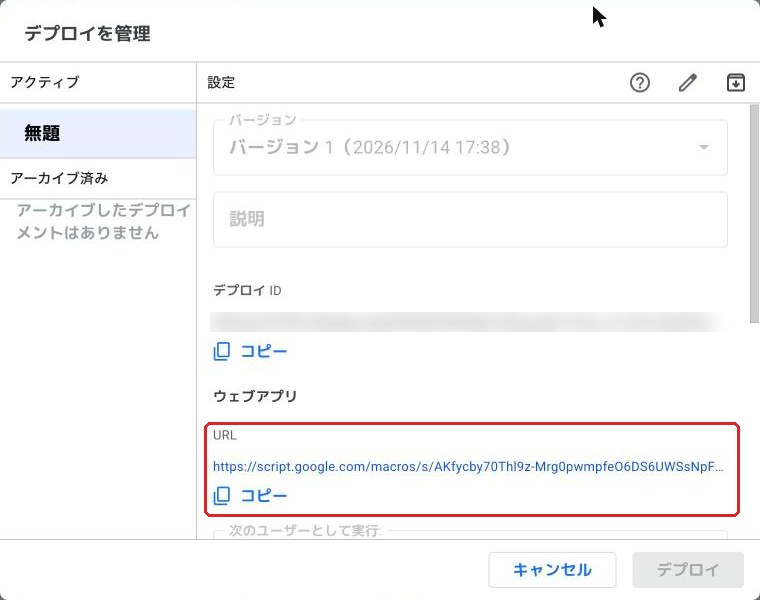 デプロイを管理
アクティブ
設定
無題
アーカイブ済み
アーカイブしたデプロイ
メントはありません
バージョン
バージョン 1（2026/11/14 17:38）
説明
デプロイ ID
コピー
ウェブアプリ
URL
https://script.google.com/macros/s/AKfycby70Thl9z-Mrg0pwmpfeO6DS6UWSsNpF...
コピー
次のユーザーとして実行:
キャンセル
デプロイ